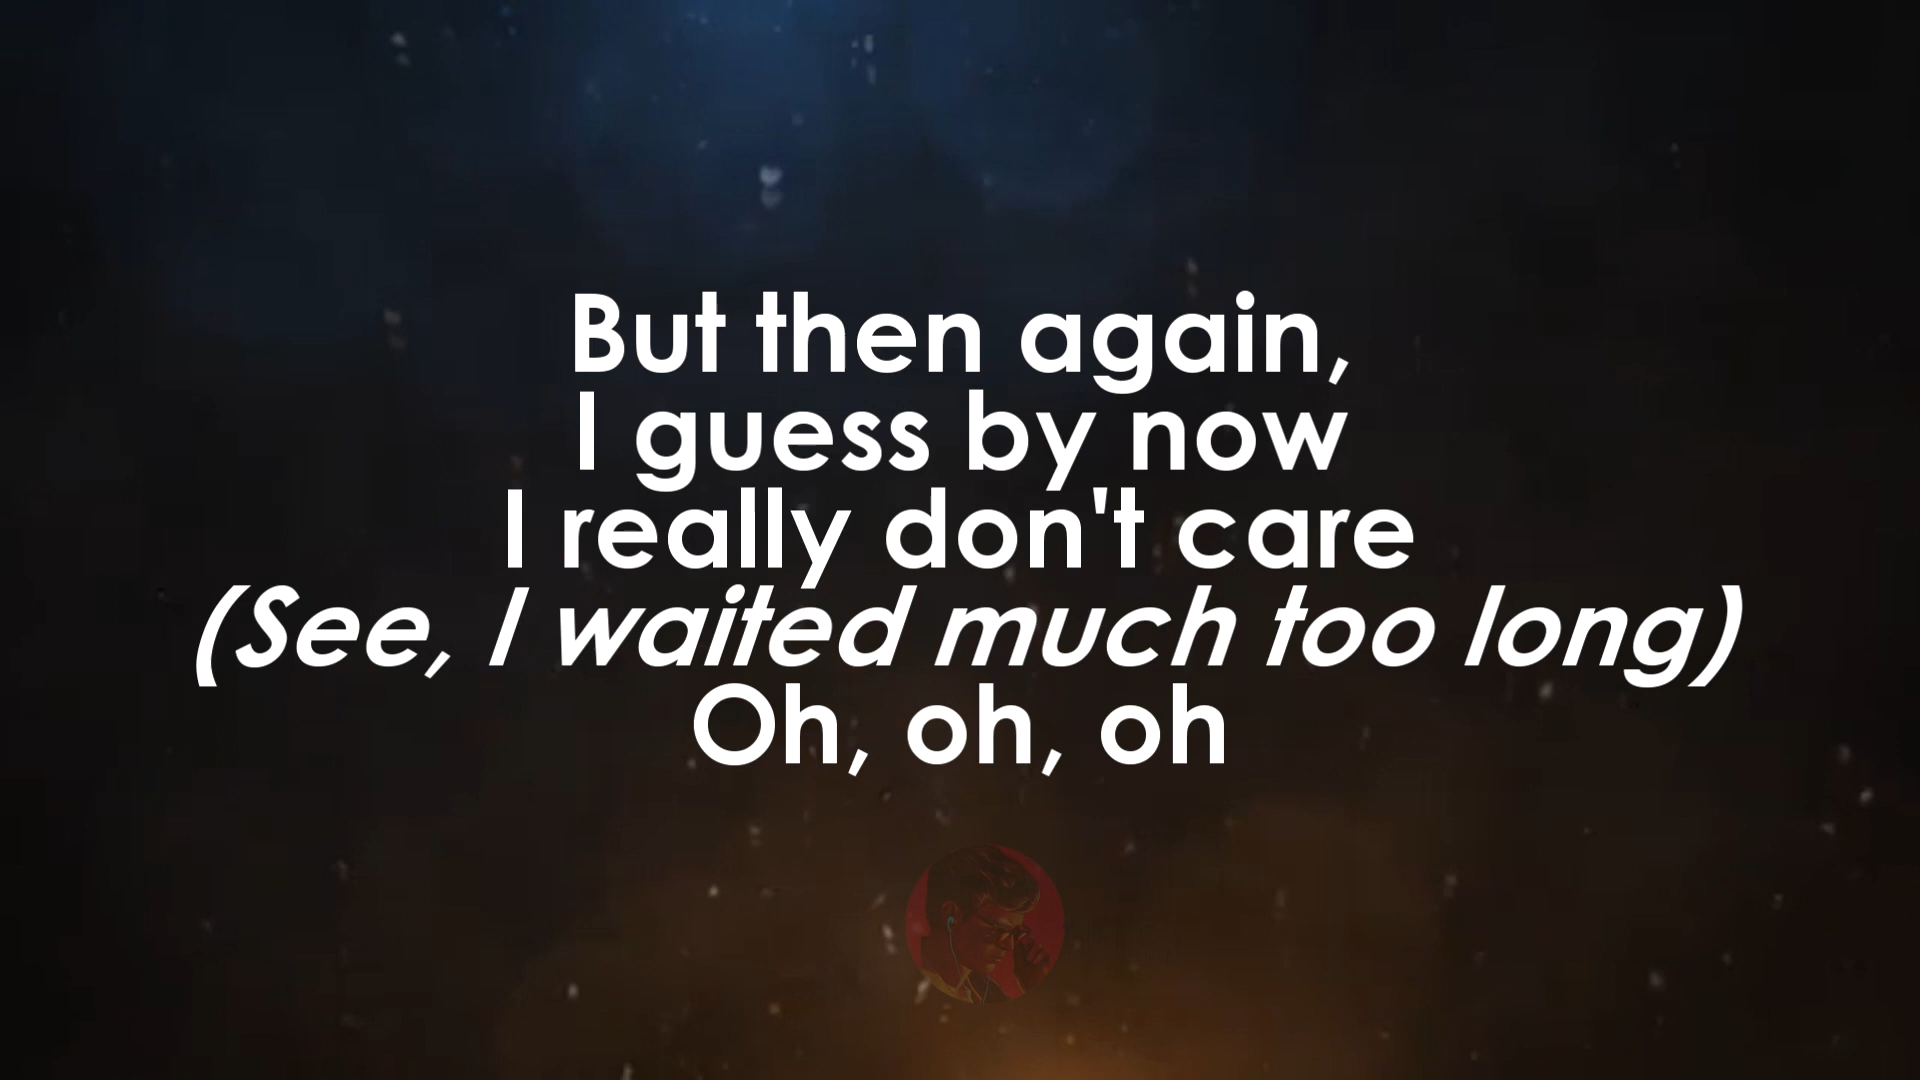 But then again,
I guess by now
I really don't care
(See, I waited much too long)
Oh, oh, oh